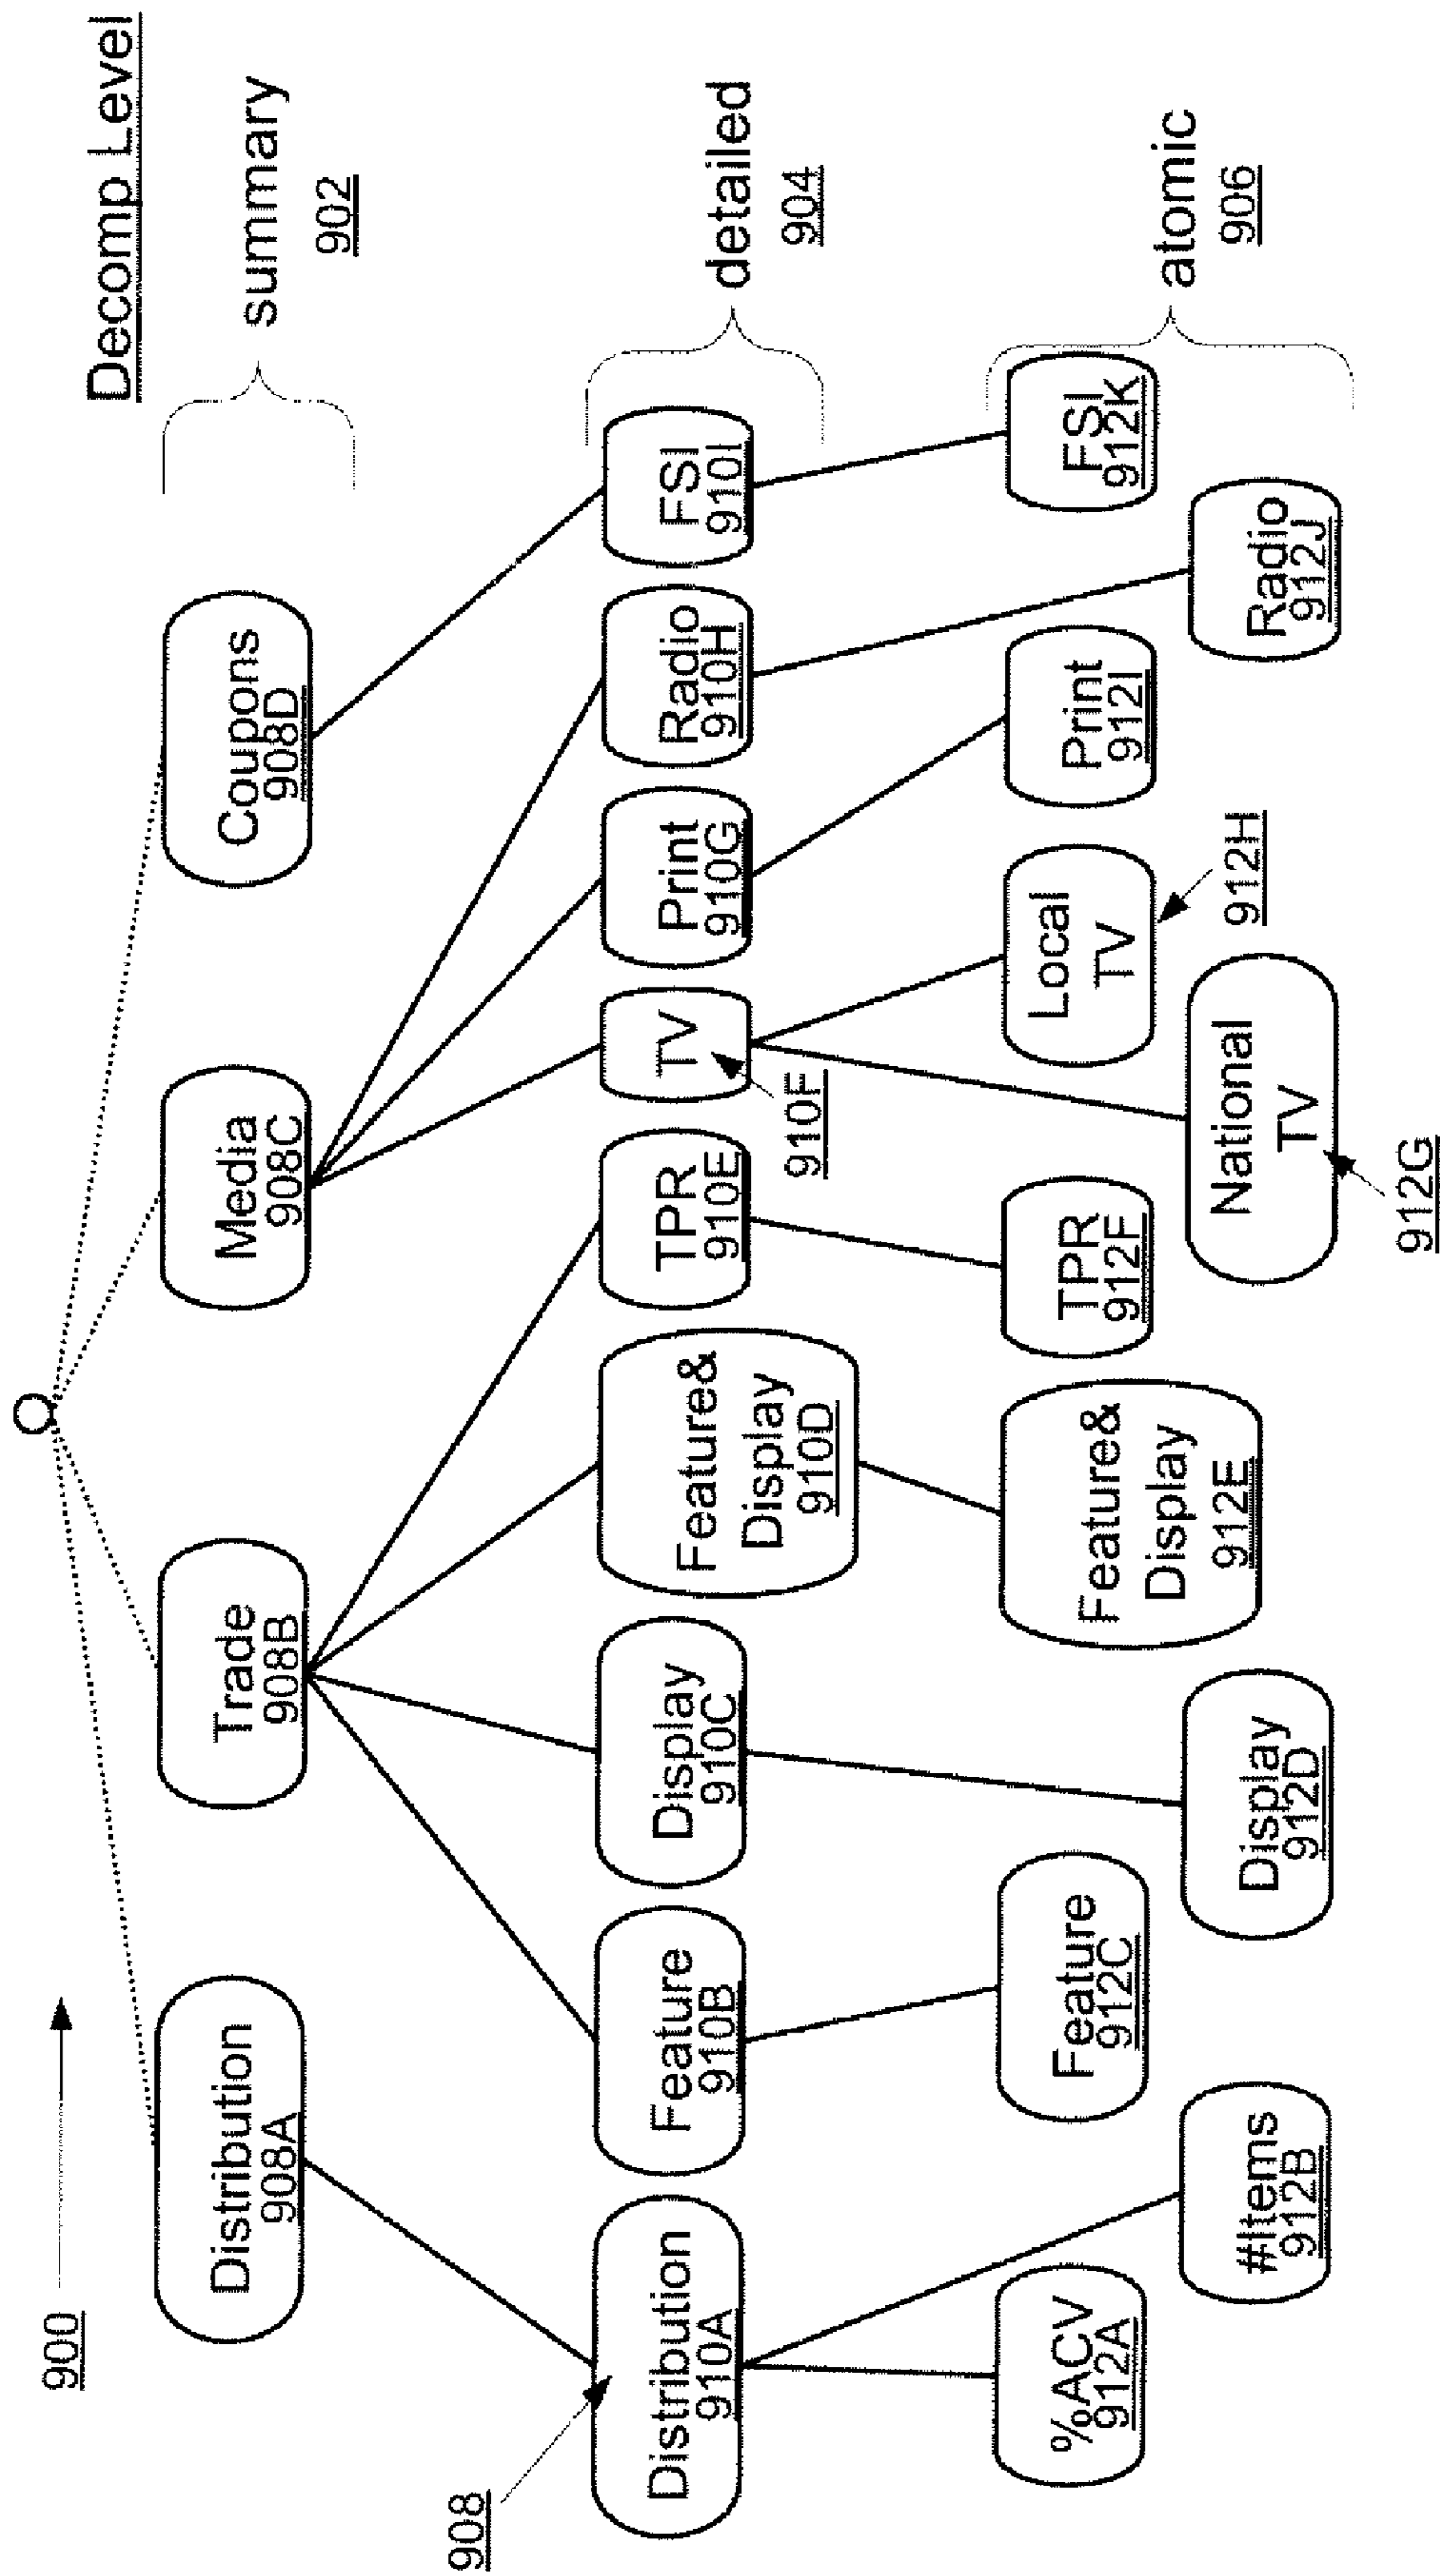 900
Decomp Level
Distribution
908A
Trade
908B
Media
908C
Coupons
908D
summary
902
908
Distribution
910A
Feature
910B
Display
910C
Feature&
Display
910D
TPR
910E
TV
910F
Print
910G
Radio
910H
FSI
910I
detailed
904
%ACV
912A
#Items
912B
Feature
912C
Display
912D
Feature&
Display
912E
TPR
912F
National
TV
912G
Local
TV
912H
Print
912I
Radio
912J
FSI
912K
atomic
906